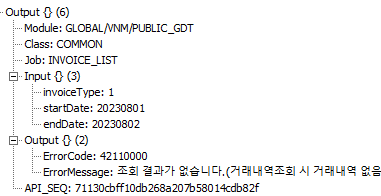 Output {} (6)
Module: GLOBAL/VNM/PUBLIC_GDT
Class: COMMON
Job: INVOICE_LIST
Input {} (3)
invoiceType: 1
startDate: 20230801
endDate: 20230802
Output {} (2)
ErrorCode: 42110000
ErrorMessage: 조회 결과가 없습니다.(거래내역조회 시 거래내역 없음
API_SEQ: 71130cbff10db268a207b58014cdb82f